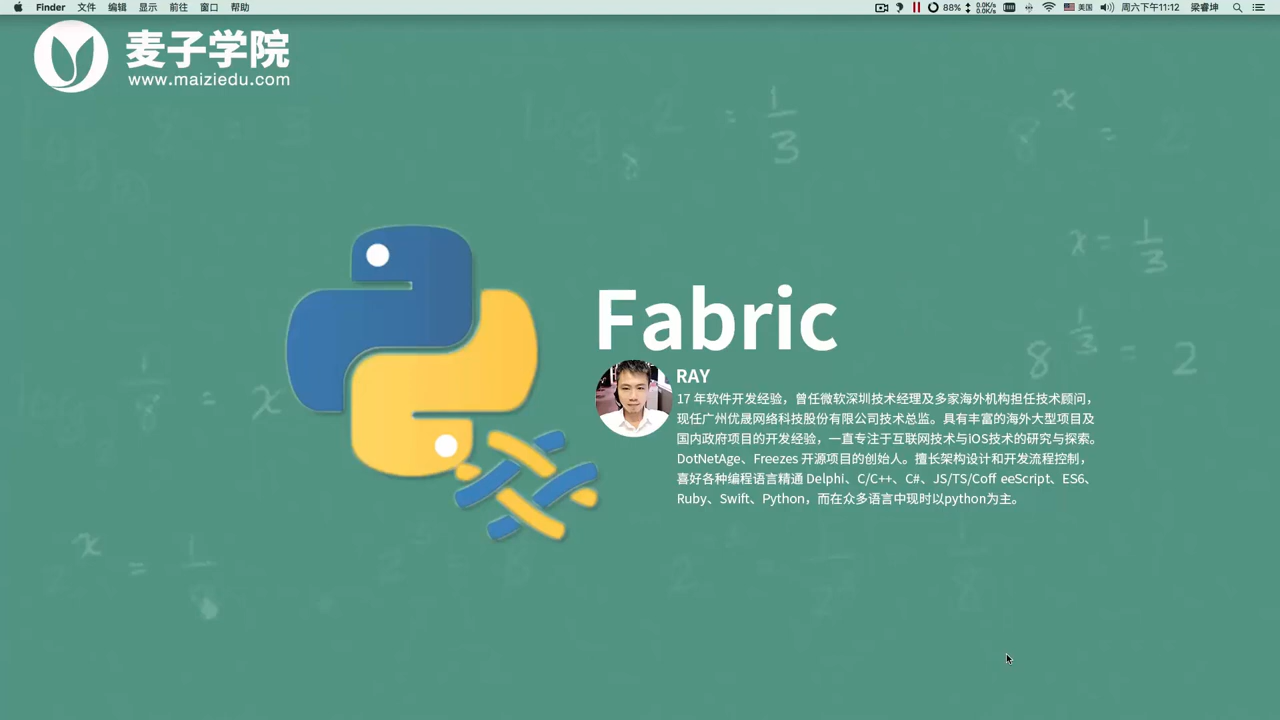 Finder 文件 编辑 显示 前往 窗口 帮助 88% 0.0K/s 0.0K/s 美国 周六下午11:12 梁睿坤
麦子学院
www.maiziedu.com
Fabric
RAY
17 年软件开发经验，曾任微软深圳技术经理及多家海外机构担任技术顾问，
现任广州优晟网络科技股份有限公司技术总监。具有丰富的海外大型项目及
国内政府项目的开发经验，一直专注于互联网技术与iOS技术的研究与探索。
DotNetAge、Freezes 开源项目的创始人。擅长架构设计和开发流程控制，
喜好各种编程语言精通 Delphi、C/C++、C#、JS/TS/Coff eeScript、ES6、
Ruby、Swift、Python，而在众多语言中现时以python为主。